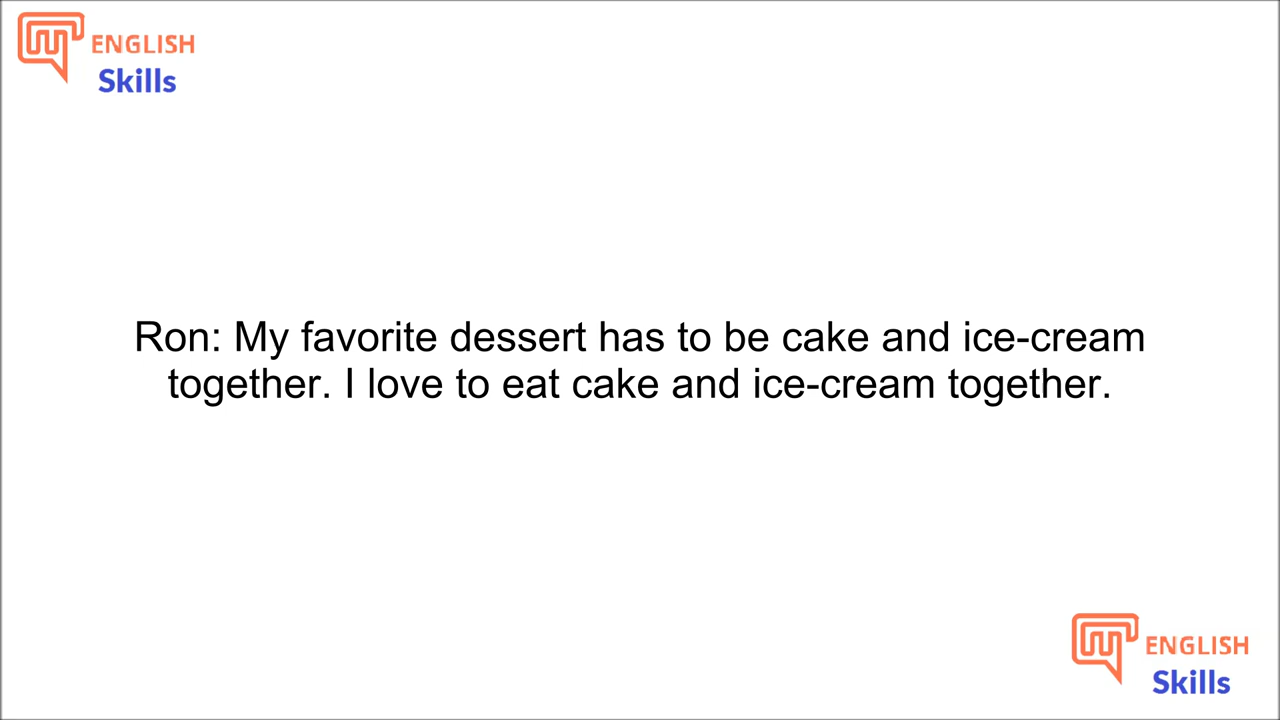 ENGLISH
Skills
Ron: My favorite dessert has to be cake and ice-cream
together. I love to eat cake and ice-cream together.
ENGLISH
Skills